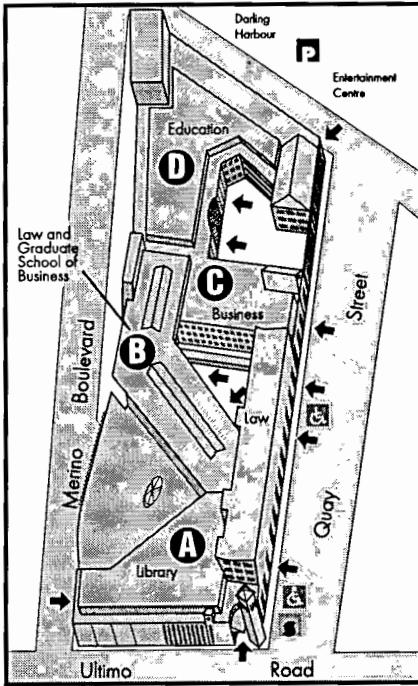 Darling
Harbour
P
Entertainment
Centre
Education
D
Law and
Graduate
School of
Business
C
Business
B
Street
Boulevard
Law
Merino
Quay
A
Library
Ultimo
Road